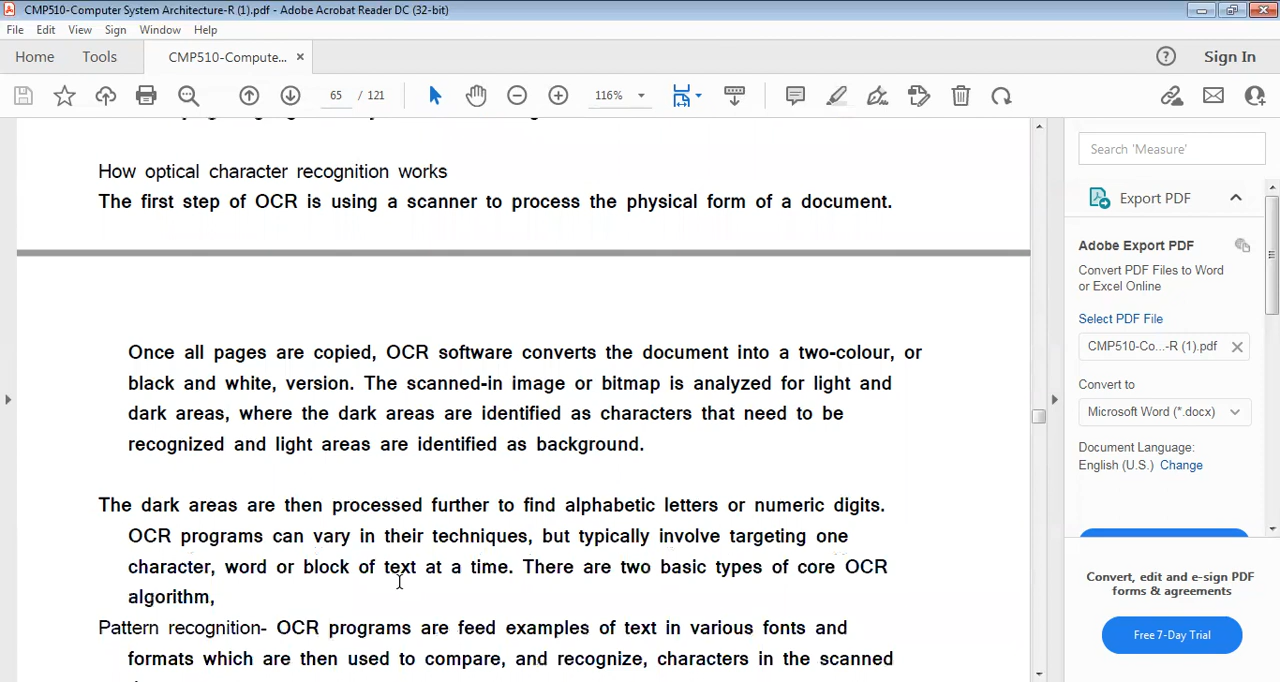 CMP510-Computer System Architecture-R (1).pdf - Adobe Acrobat Reader DC (32-bit)
File Edit View Sign Window Help
Home Tools CMP510-Compute... × Sign In
65 / 121 116%
How optical character recognition works
The first step of OCR is using a scanner to process the physical form of a document.
Once all pages are copied, OCR software converts the document into a two-colour, or
black and white, version. The scanned-in image or bitmap is analyzed for light and
dark areas, where the dark areas are identified as characters that need to be
recognized and light areas are identified as background.
The dark areas are then processed further to find alphabetic letters or numeric digits.
OCR programs can vary in their techniques, but typically involve targeting one
character, word or block of text at a time. There are two basic types of core OCR
algorithm,
Pattern recognition- OCR programs are feed examples of text in various fonts and
formats which are then used to compare, and recognize, characters in the scanned
Search 'Measure'
Export PDF
Adobe Export PDF
Convert PDF Files to Word
or Excel Online
Select PDF File
CMP510-Co...-R (1).pdf
Convert to
Microsoft Word (*.docx)
Document Language:
English (U.S.) Change
Convert, edit and e-sign PDF
forms & agreements
Free 7-Day Trial